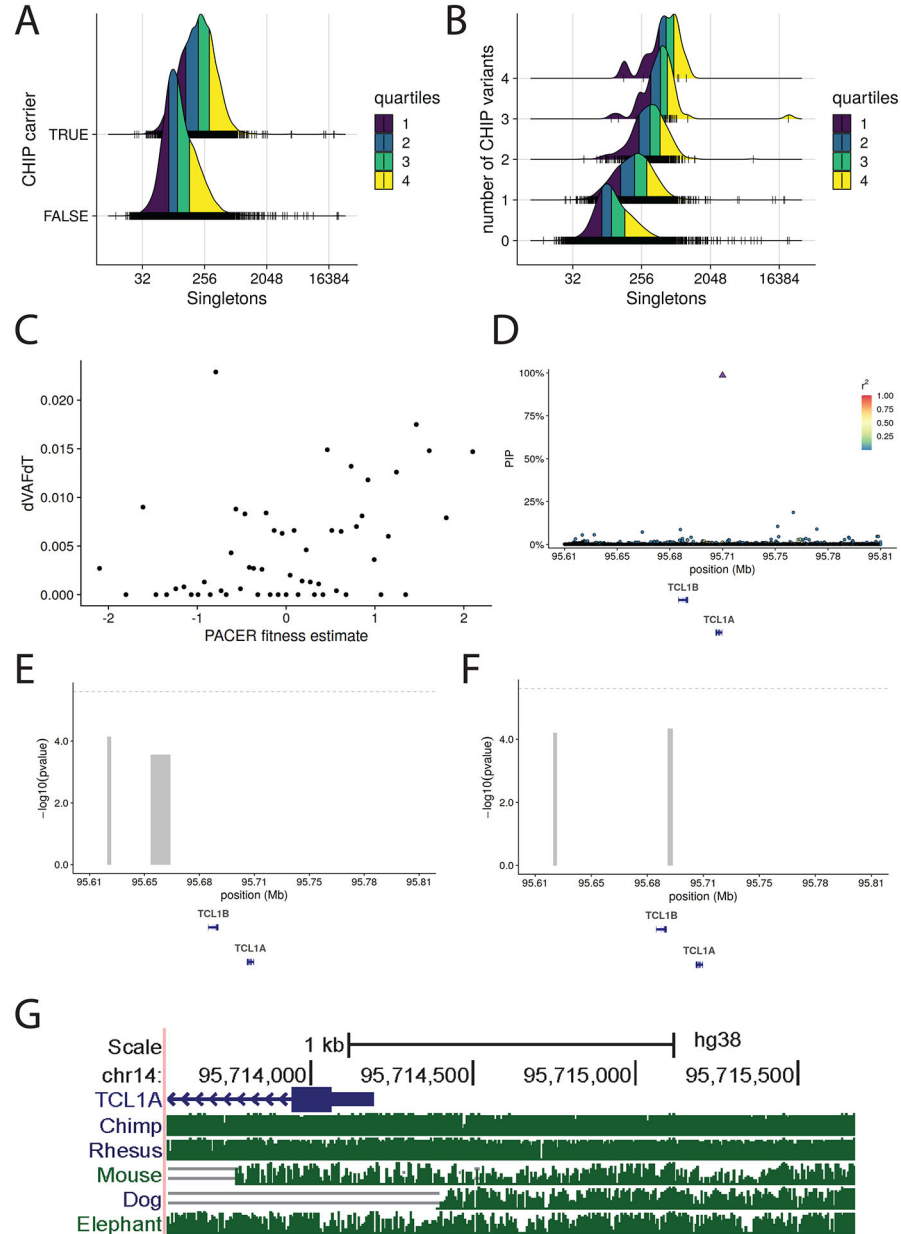 A
CHIP carrier
TRUE
FALSE
32 256 2048 16384
Singletons
quartiles
1
2
3
4
B
number of CHIP variants
4
3
2
1
0
32 256 2048 16384
Singletons
quartiles
1
2
3
4
C
dVAFdT
0.020
0.015
0.010
0.005
0.000
-2 -1 0 1 2
PACER fitness estimate
D
PIP
100%
75%
50%
25%
0%
r2
1.00
0.75
0.50
0.25
95.61 95.65 95.68 95.71 95.75 95.78 95.81
position (Mb)
TCL1B
TCL1A
E
−log10(pvalue)
4.0
2.0
0.0
95.61 95.65 95.68 95.71 95.75 95.78 95.81
position (Mb)
TCL1B
TCL1A
F
−log10(pvalue)
4.0
2.0
0.0
95.61 95.65 95.68 95.71 95.75 95.78 95.81
position (Mb)
TCL1B
TCL1A
G
Scale 1 kb hg38
chr14: 95,714,000 95,714,500 95,715,000 95,715,500
TCL1A
Chimp
Rhesus
Mouse
Dog
Elephant